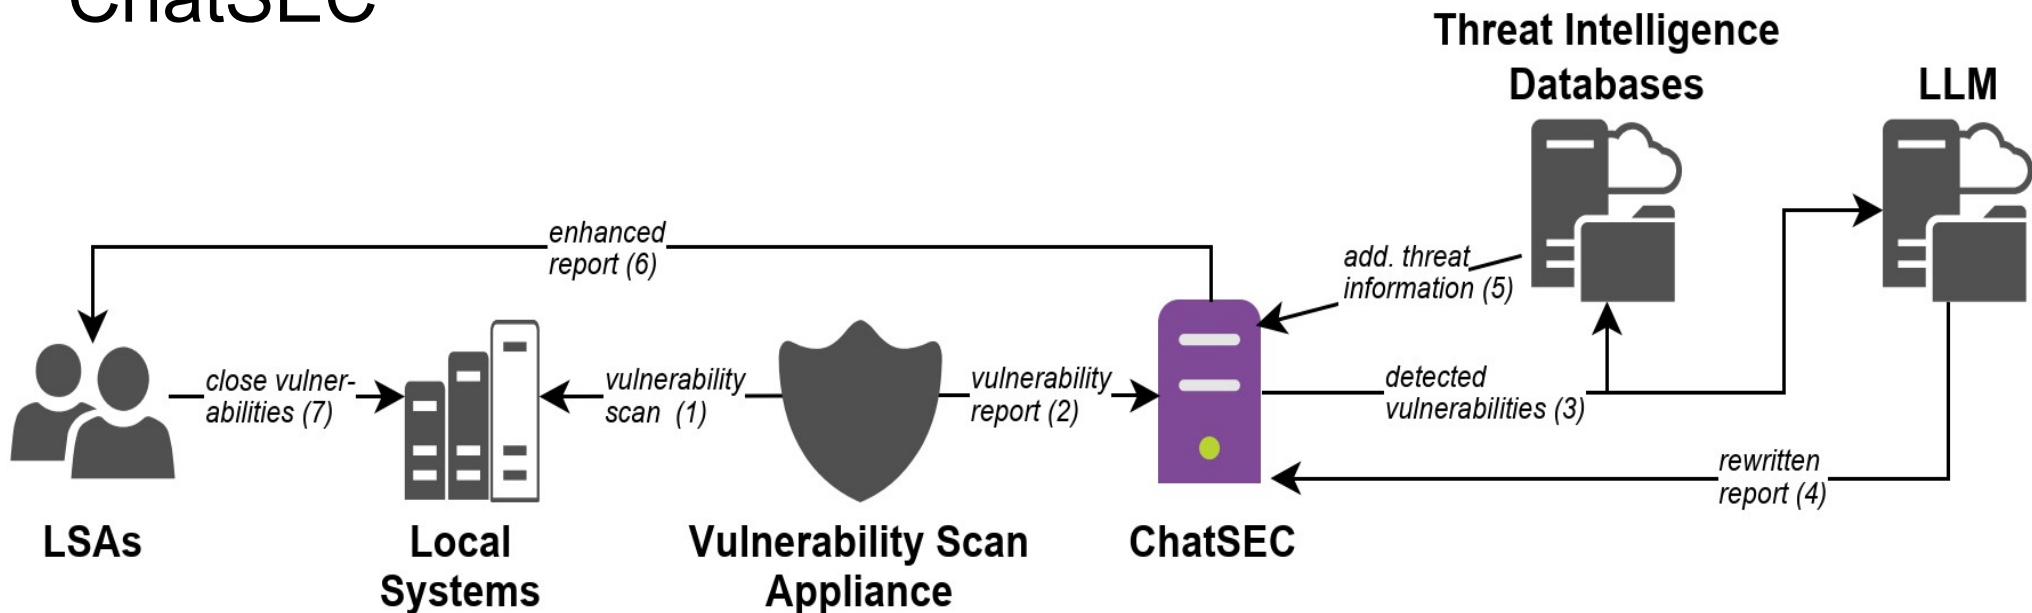 ChatSEC
Threat Intelligence
Databases
LLM
enhanced
report (6)
add. threat
information (5)
close vulner-
abilities (7)
vulnerability
scan (1)
vulnerability
report (2)
detected
vulnerabilities (3)
rewritten
report (4)
LSAs
Local
Systems
Vulnerability Scan
Appliance
ChatSEC